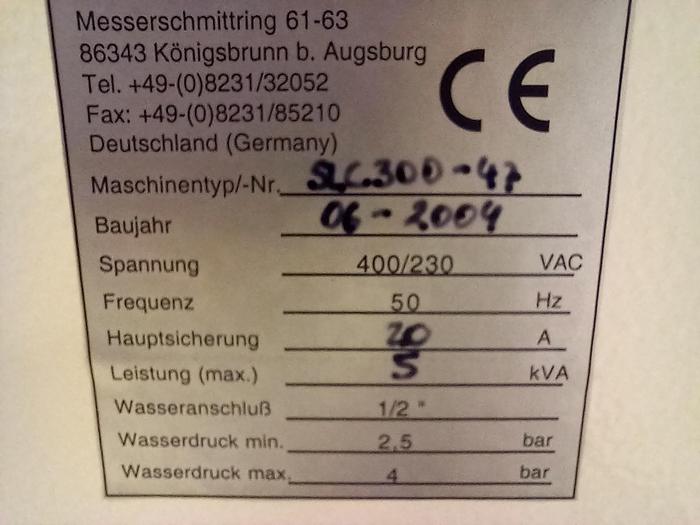 Messerschmittring 61-63
86343 Königsbrunn b. Augsburg
Tel. +49-(0)8231/32052
Fax: +49-(0)8231/85210
Deutschland (Germany)
CE
Maschinentyp/-Nr. SLC.300-47
Baujahr 06-2004
Spannung 400/230 VAC
Frequenz 50 Hz
Hauptsicherung 20 A
Leistung (max.) 5 kVA
Wasseranschluß 1/2 "
Wasserdruck min. 2,5 bar
Wasserdruck max. 4 bar